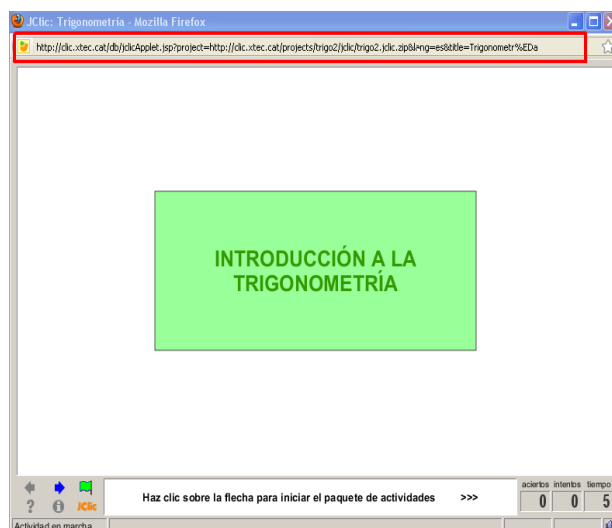 JClic: Trigonometría - Mozilla Firefox
http://clic.xtec.cat/db/jclicApplet.jsp?project=http://clic.xtec.cat/projects/trigo2/jclic/trigo2.jclic.zip&lang=es&title=Trigonometr%EDa
INTRODUCCIÓN A LA
TRIGONOMETRÍA
JClic
Haz clic sobre la flecha para iniciar el paquete de actividades >>>
aciertos intentos tiempo
0 0 5
Actividad en marcha